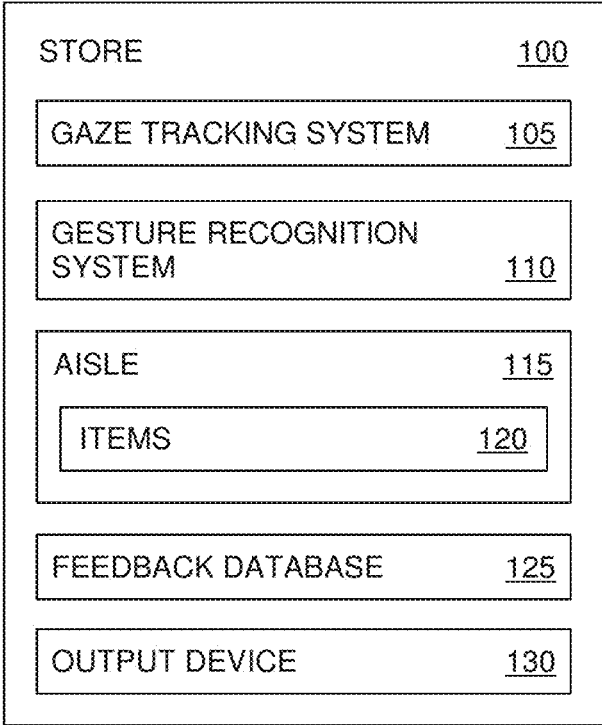 STORE 100
GAZE TRACKING SYSTEM 105
GESTURE RECOGNITION
SYSTEM 110
AISLE 115
ITEMS 120
FEEDBACK DATABASE 125
OUTPUT DEVICE 130